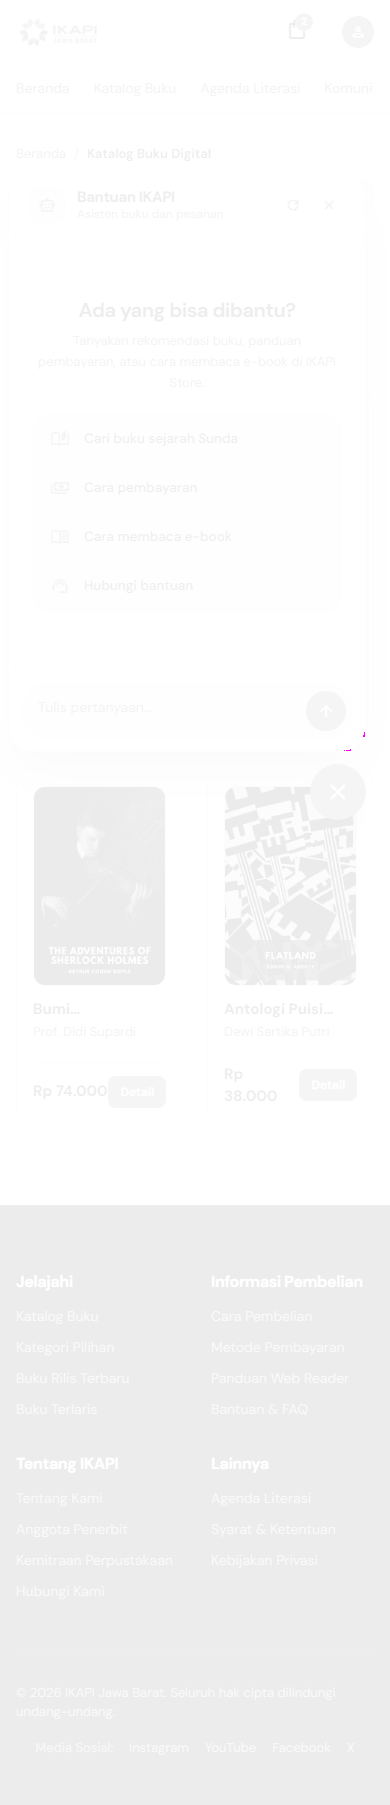 IKAPI
JAWA BARAT
2
Beranda Katalog Buku Agenda Literasi Komuni
Beranda / Katalog Buku Digital
Bantuan IKAPI
Asisten buku dan pesanan
Ada yang bisa dibantu?
Tanyakan rekomendasi buku, panduan
pembayaran, atau cara membaca e-book di IKAPI
Store.
Cari buku sejarah Sunda
Cara pembayaran
Cara membaca e-book
Hubungi bantuan
Tulis pertanyaan...
THE ADVENTURES OF
SHERLOCK HOLMES
ARTHUR CONAN DOYLE
FLATLAND
EDWIN A. ABBOTT
Bumi...
Prof. Didi Supardi
Rp 74.000 Detail
Antologi Puisi...
Dewi Sartika Putri
Rp
38.000 Detail
Jelajahi
Katalog Buku
Kategori Pilihan
Buku Rilis Terbaru
Buku Terlaris
Informasi Pembelian
Cara Pembelian
Metode Pembayaran
Panduan Web Reader
Bantuan & FAQ
Tentang IKAPI
Tentang Kami
Anggota Penerbit
Kemitraan Perpustakaan
Hubungi Kami
Lainnya
Agenda Literasi
Syarat & Ketentuan
Kebijakan Privasi
© 2026 IKAPI Jawa Barat. Seluruh hak cipta dilindungi
undang-undang.
Media Sosial: Instagram YouTube Facebook X